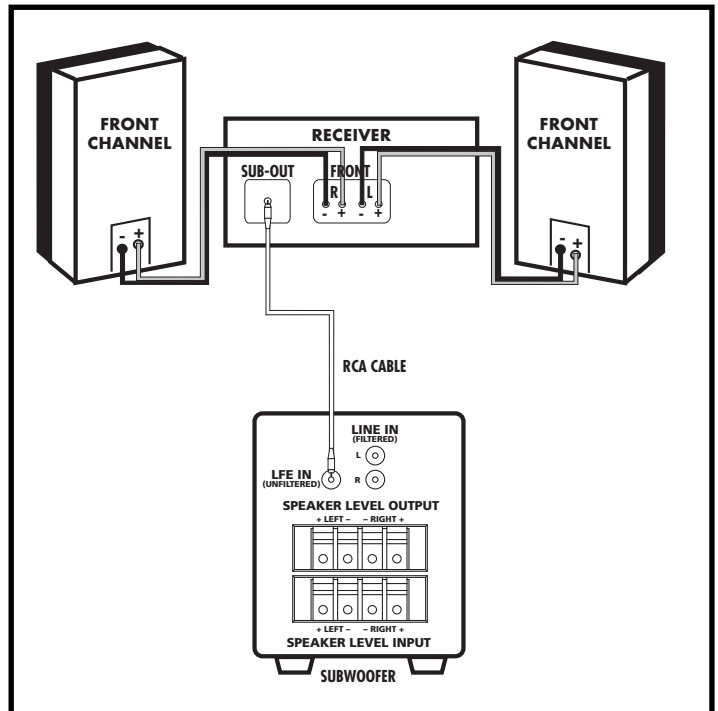 FRONT
CHANNEL
- +
RECEIVER
SUB-OUT
FRONT
R L
- + - +
FRONT
CHANNEL
- +
RCA CABLE
LINE IN
(FILTERED)
L
R
LFE IN
(UNFILTERED)
SPEAKER LEVEL OUTPUT
+ LEFT – – RIGHT +
+ LEFT – – RIGHT +
SPEAKER LEVEL INPUT
SUBWOOFER